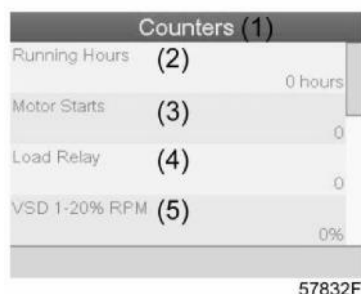 Counters (1)
Running Hours (2)
0 hours
Motor Starts (3)
0
Load Relay (4)
0
VSD 1-20% RPM (5)
0%
57832F